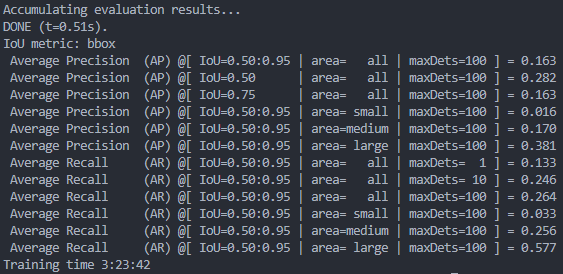 Accumulating evaluation results...
DONE (t=0.51s).
IoU metric: bbox
 Average Precision  (AP) @[ IoU=0.50:0.95 | area=   all | maxDets=100 ] = 0.163
 Average Precision  (AP) @[ IoU=0.50      | area=   all | maxDets=100 ] = 0.282
 Average Precision  (AP) @[ IoU=0.75      | area=   all | maxDets=100 ] = 0.163
 Average Precision  (AP) @[ IoU=0.50:0.95 | area= small | maxDets=100 ] = 0.016
 Average Precision  (AP) @[ IoU=0.50:0.95 | area=medium | maxDets=100 ] = 0.170
 Average Precision  (AP) @[ IoU=0.50:0.95 | area= large | maxDets=100 ] = 0.381
 Average Recall     (AR) @[ IoU=0.50:0.95 | area=   all | maxDets=  1 ] = 0.133
 Average Recall     (AR) @[ IoU=0.50:0.95 | area=   all | maxDets= 10 ] = 0.246
 Average Recall     (AR) @[ IoU=0.50:0.95 | area=   all | maxDets=100 ] = 0.264
 Average Recall     (AR) @[ IoU=0.50:0.95 | area= small | maxDets=100 ] = 0.033
 Average Recall     (AR) @[ IoU=0.50:0.95 | area=medium | maxDets=100 ] = 0.256
 Average Recall     (AR) @[ IoU=0.50:0.95 | area= large | maxDets=100 ] = 0.577
Training time 3:23:42